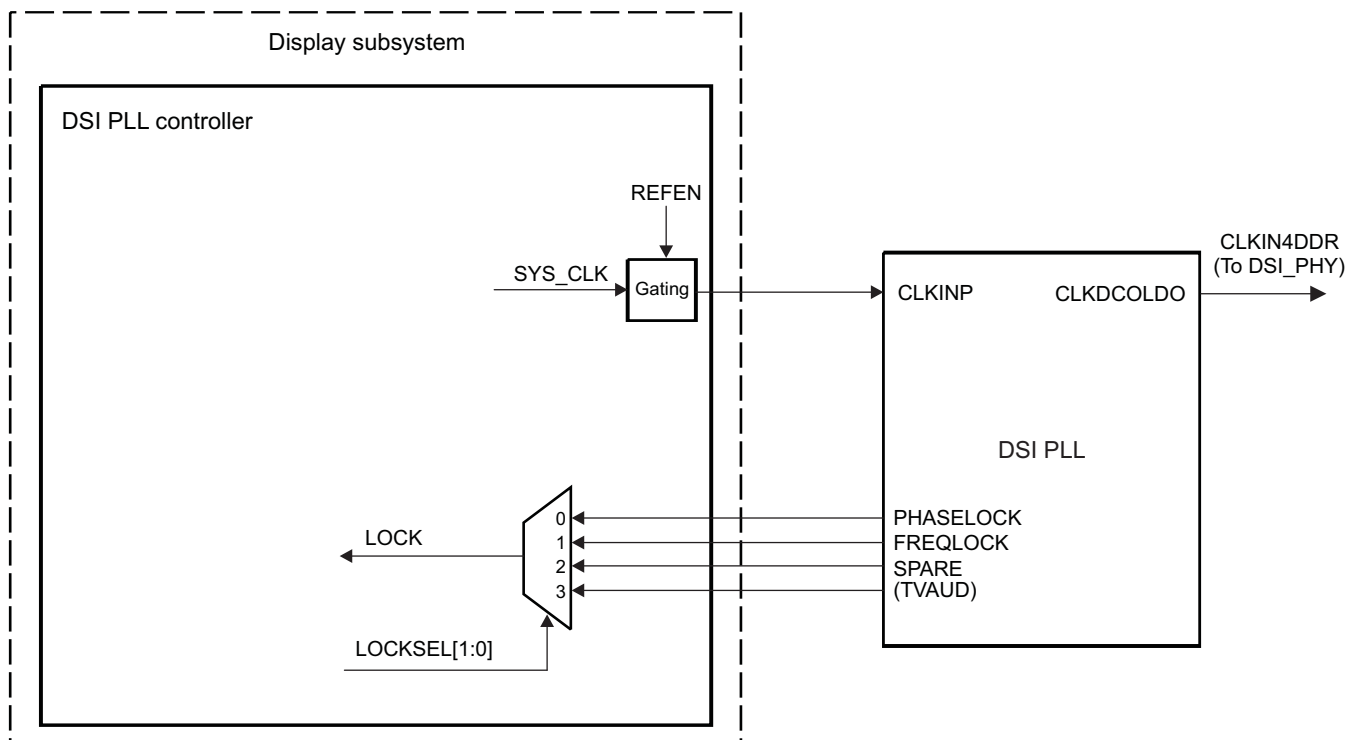 Display subsystem
DSI PLL controller
REFEN
SYS_CLK
Gating
CLKINP
CLKDCOLDO
CLKIN4DDR
(To DSI_PHY)
DSI PLL
LOCK
0
1
2
3
PHASELOCK
FREQLOCK
SPARE
(TVAUD)
LOCKSEL[1:0]